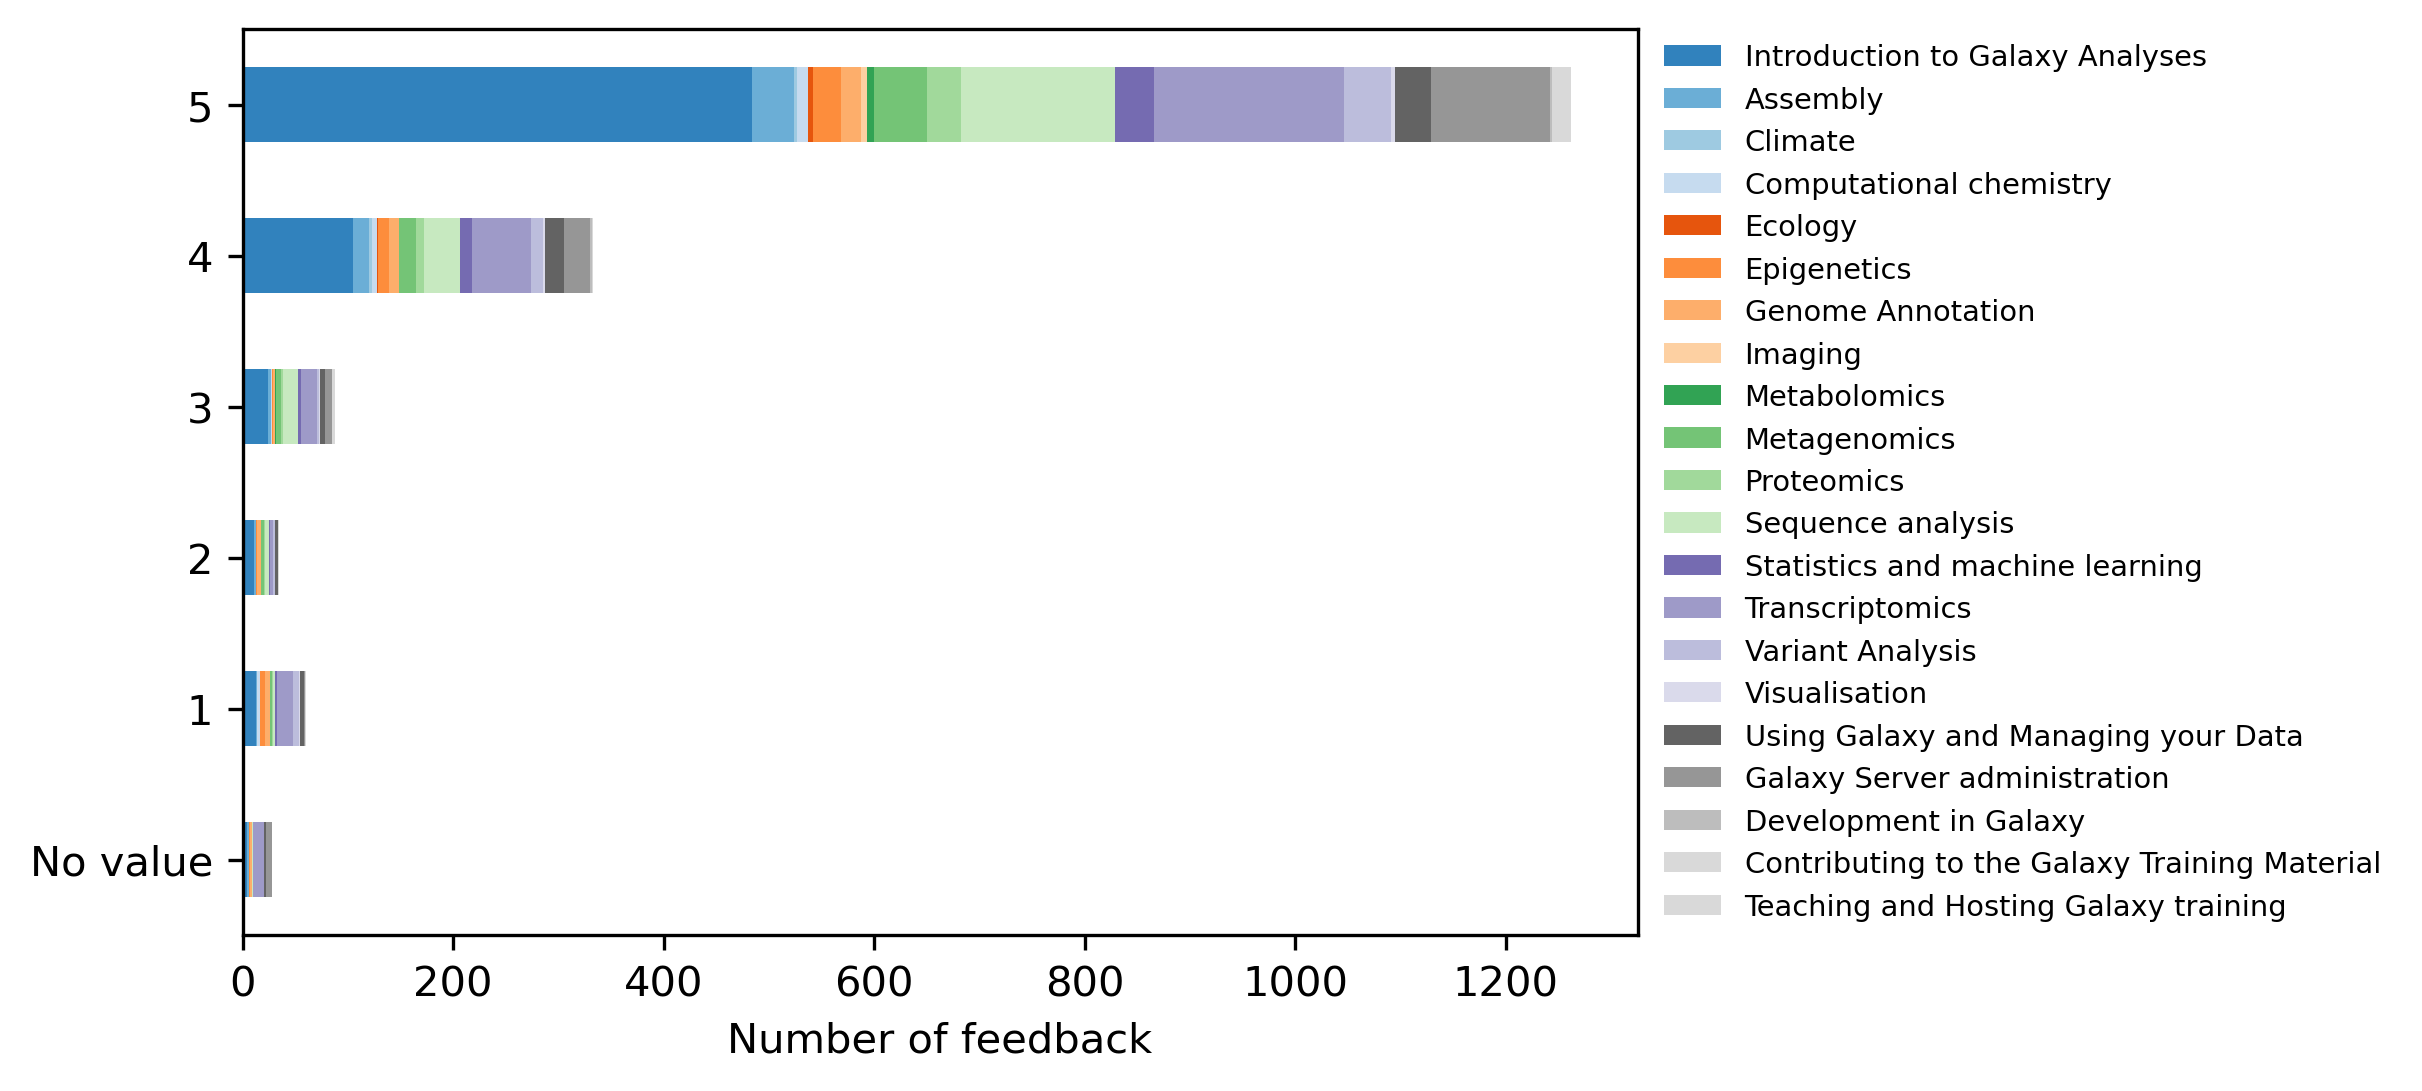 5
4
3
2
1
No value
0 200 400 600 800 1000 1200
Number of feedback
Introduction to Galaxy Analyses
Assembly
Climate
Computational chemistry
Ecology
Epigenetics
Genome Annotation
Imaging
Metabolomics
Metagenomics
Proteomics
Sequence analysis
Statistics and machine learning
Transcriptomics
Variant Analysis
Visualisation
Using Galaxy and Managing your Data
Galaxy Server administration
Development in Galaxy
Contributing to the Galaxy Training Material
Teaching and Hosting Galaxy training